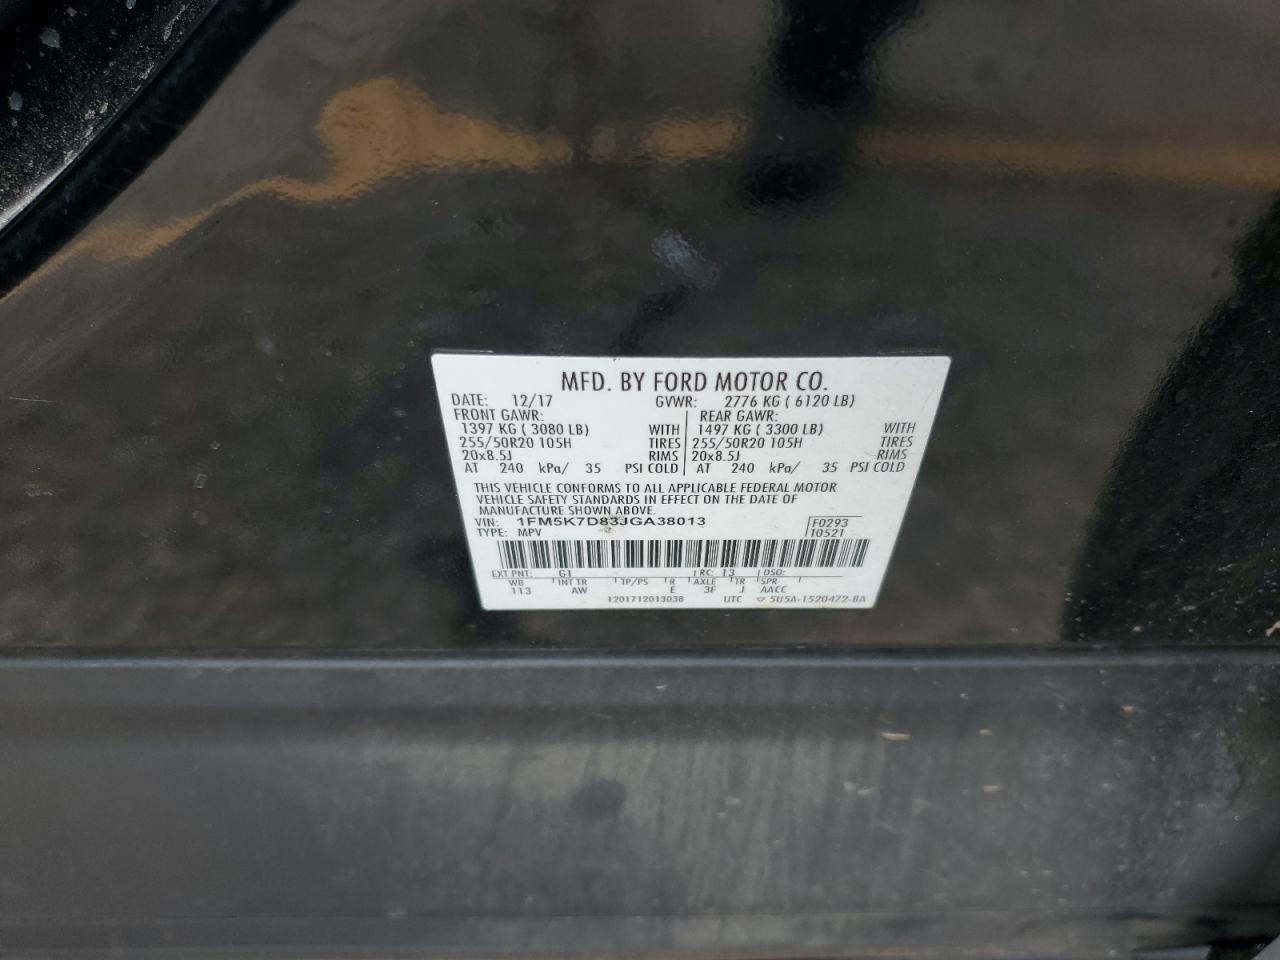 MFD. BY FORD MOTOR CO.
DATE: 12/17 GVWR: 2776 KG ( 6120 LB)
FRONT GAWR: REAR GAWR:
1397 KG ( 3080 LB) WITH 1497 KG ( 3300 LB) WITH
255/50R20 105H TIRES 255/50R20 105H TIRES
20x8.5J RIMS 20x8.5J RIMS
AT 240 kPa/ 35 PSI COLD AT 240 kPa/ 35 PSI COLD
THIS VEHICLE CONFORMS TO ALL APPLICABLE FEDERAL MOTOR
VEHICLE SAFETY STANDARDS IN EFFECT ON THE DATE OF
MANUFACTURE SHOWN ABOVE.
VIN: 1FM5K7D83JGA38013 F0293
TYPE: MPV T0521
EXT PNT: G1 RC: 13 DSO:
WB INT TR TP/PS R AXLE TR SPR
113 AW E 3F J AACC
1201712013038 UTC 5U5A-1520472-BA